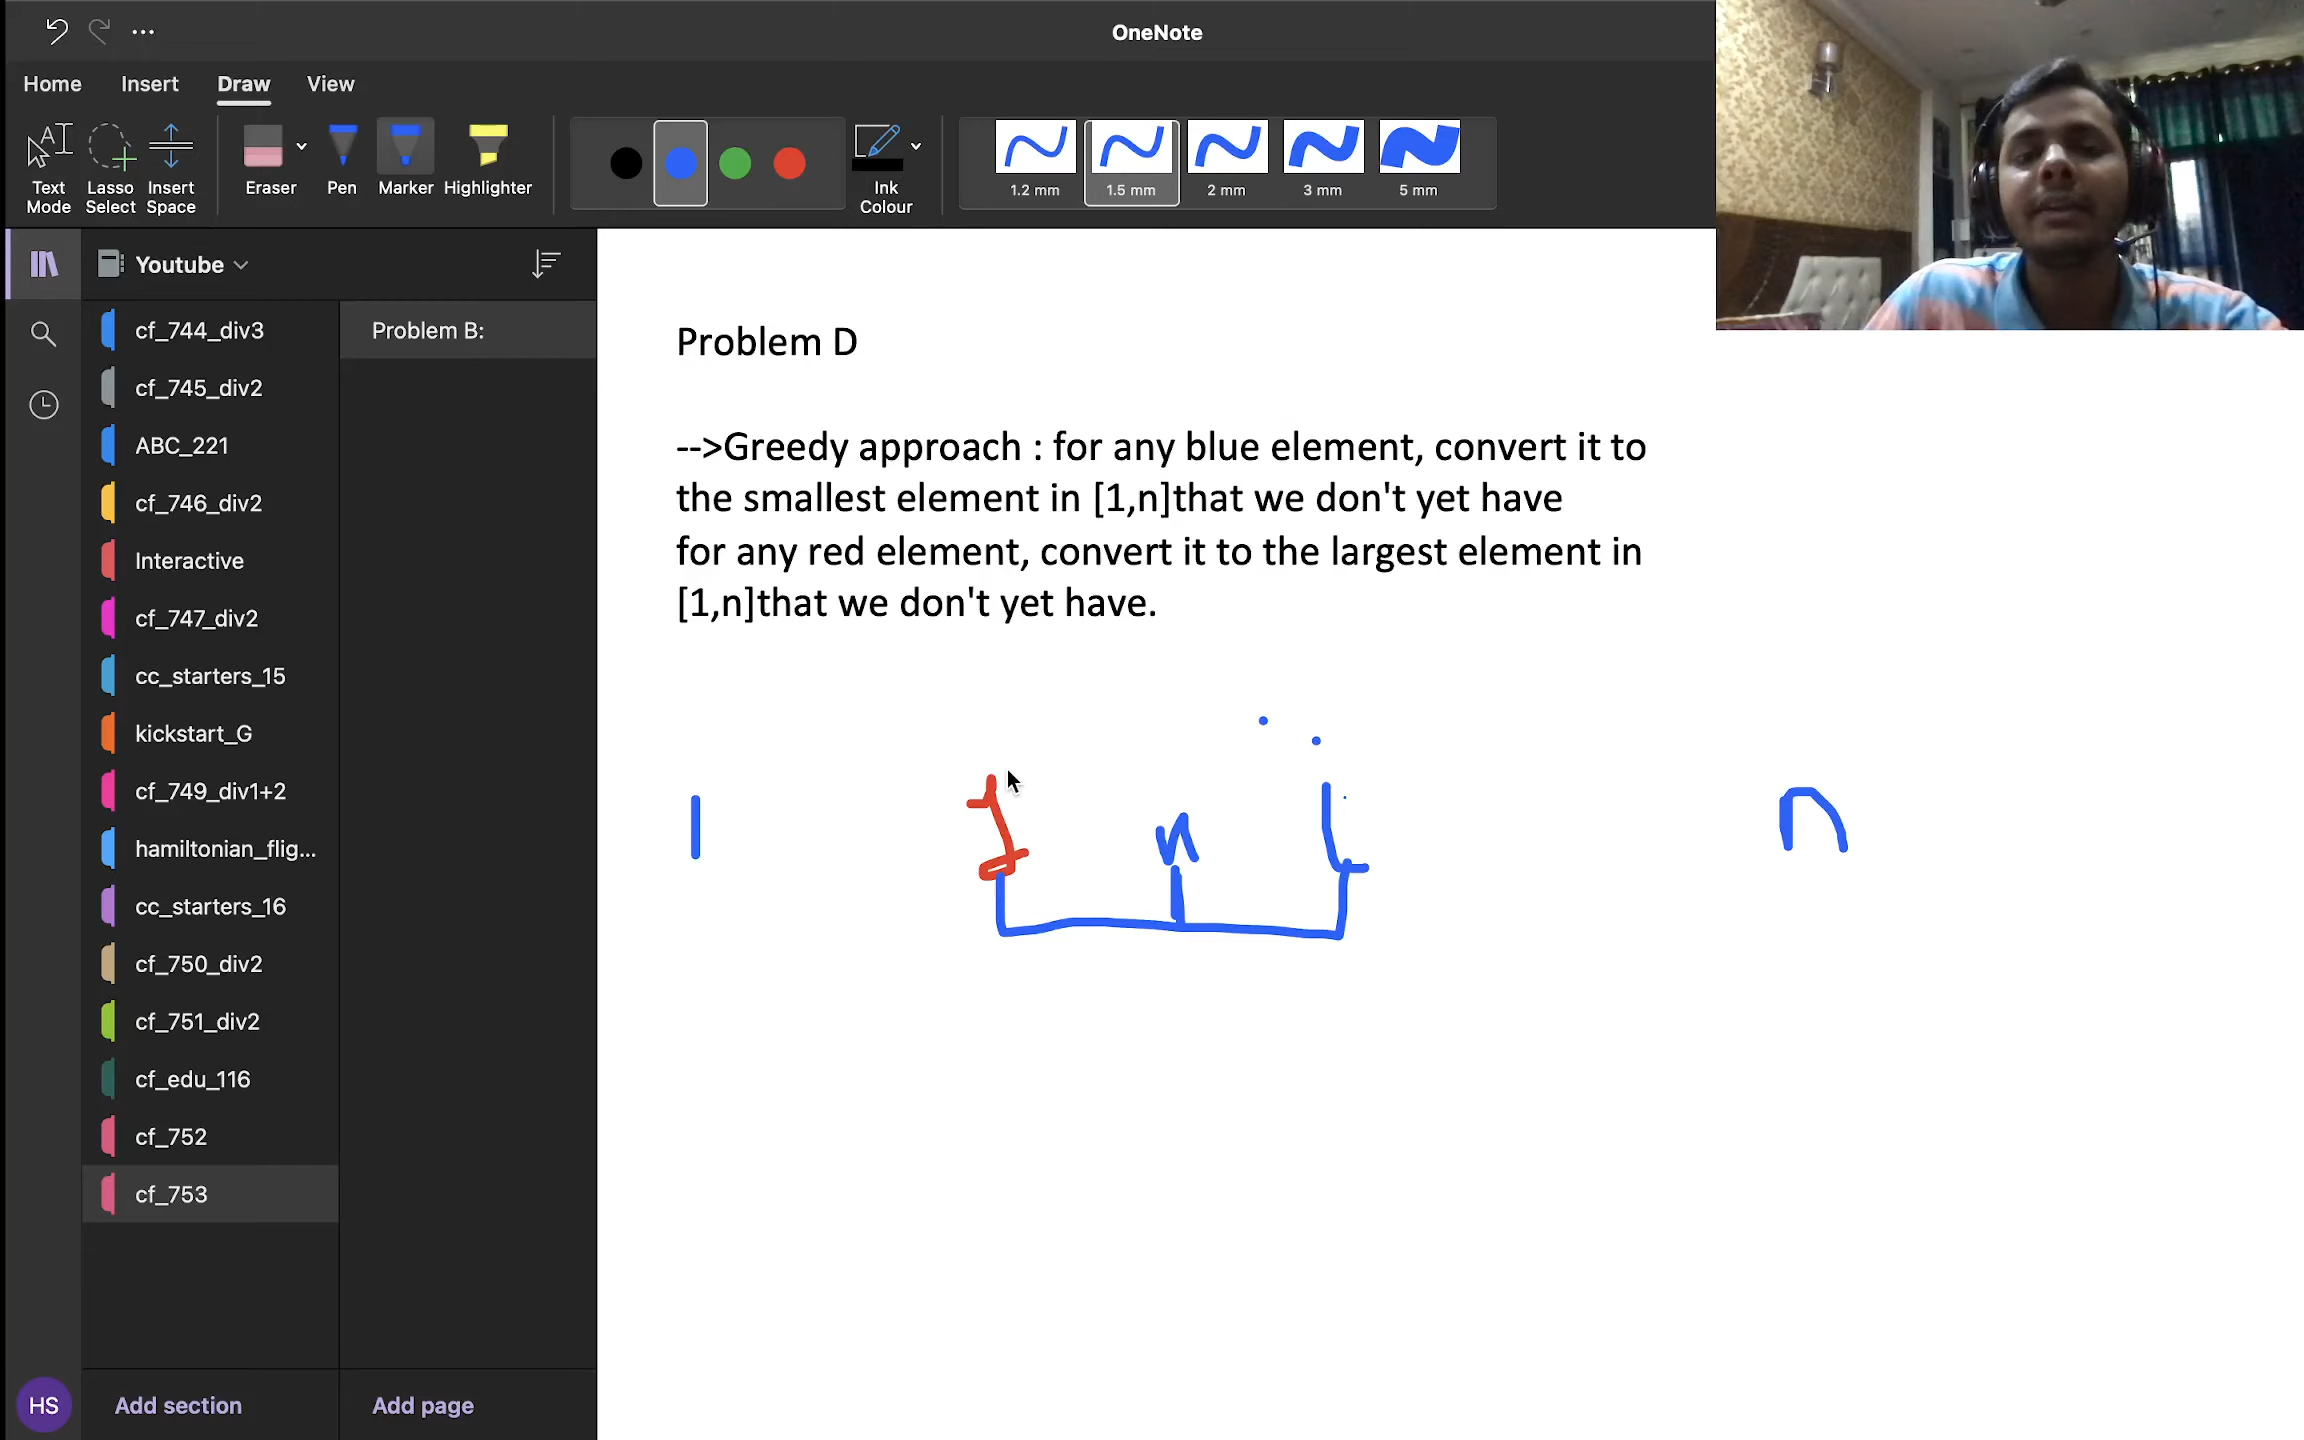 OneNote
Home Insert Draw View
Text Mode
Lasso Select
Insert Space
Eraser
Pen
Marker
Highlighter
Ink Colour
1.2 mm
1.5 mm
2 mm
3 mm
5 mm
Youtube
cf_744_div3
cf_745_div2
ABC_221
cf_746_div2
Interactive
cf_747_div2
cc_starters_15
kickstart_G
cf_749_div1+2
hamiltonian_flig...
cc_starters_16
cf_750_div2
cf_751_div2
cf_edu_116
cf_752
cf_753
Add section
HS
Problem B:
Add page
Problem D
-->Greedy approach : for any blue element, convert it to
the smallest element in [1,n]that we don't yet have
for any red element, convert it to the largest element in
[1,n]that we don't yet have.
1 n